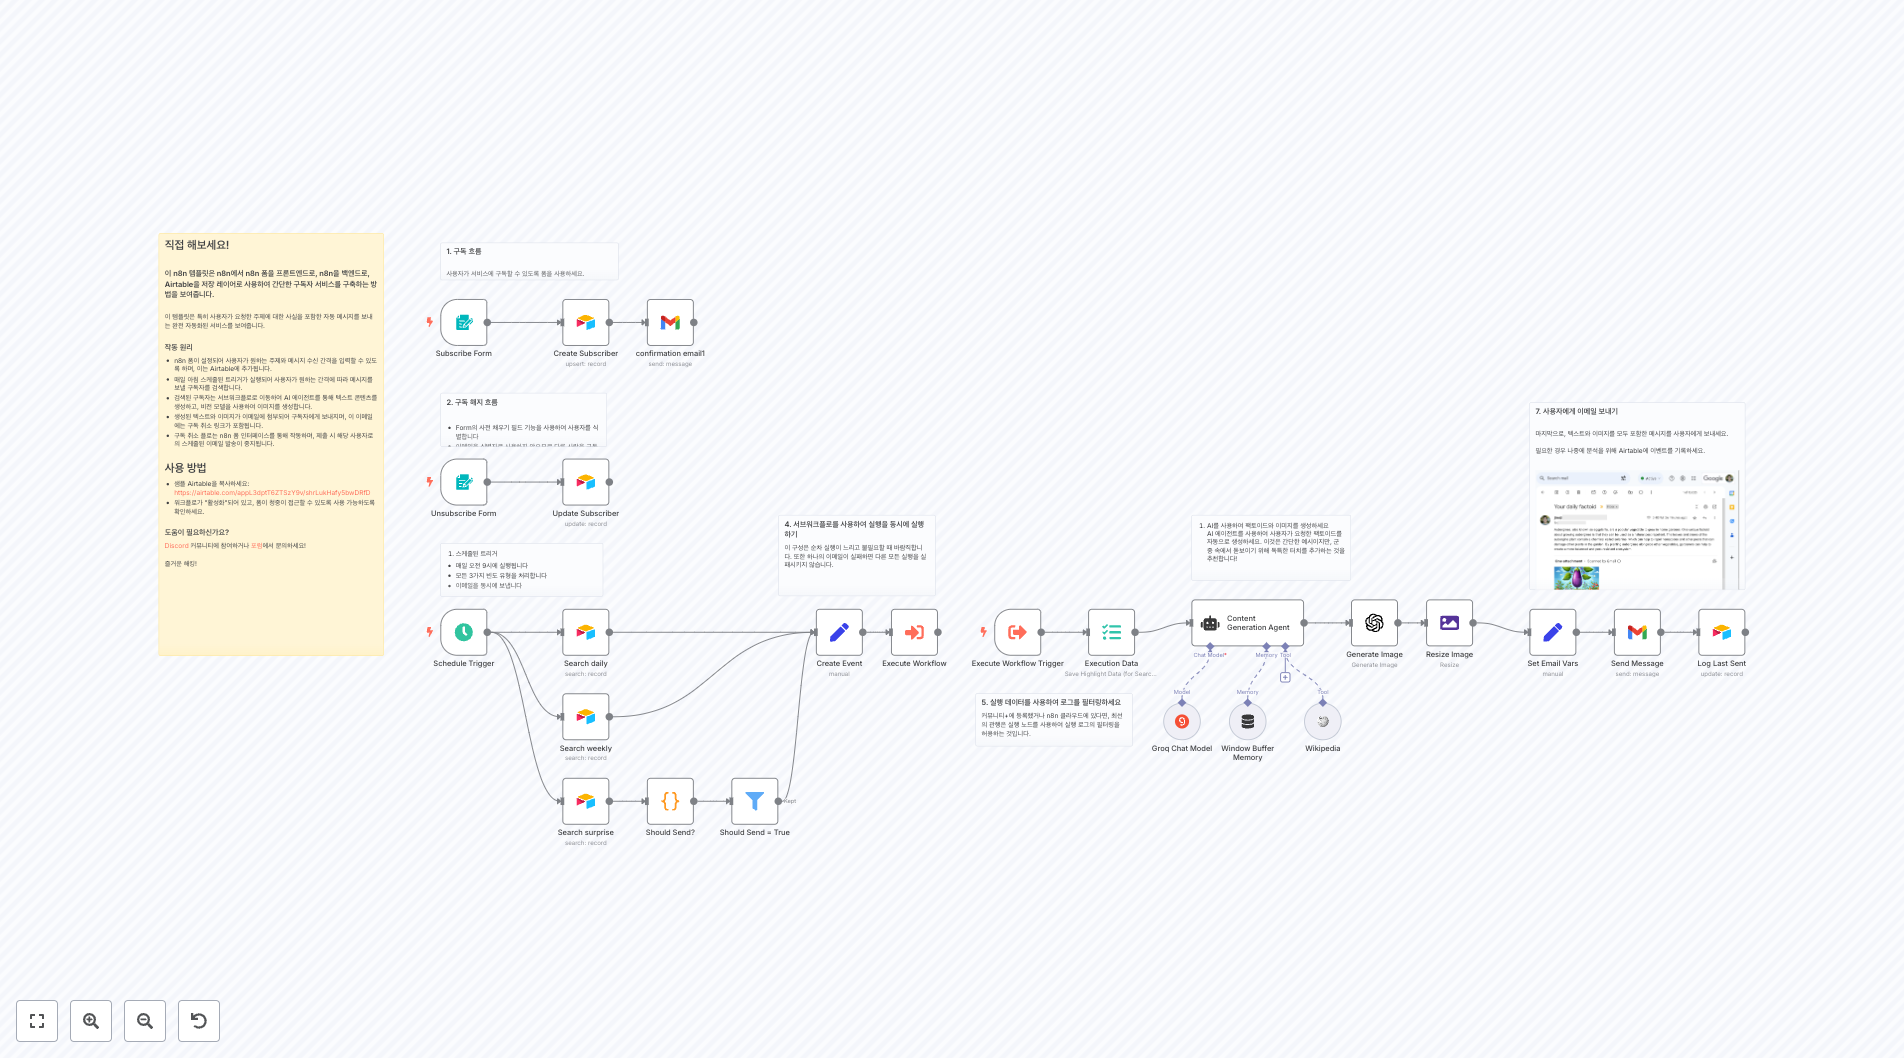 직접 해보세요!
이 n8n 템플릿은 n8n에서 n8n 폼을 프론트엔드로, n8n을 백엔드로,
Airtable을 저장 레이어로 사용하여 간단한 구독자 서비스를 구축하는 방
법을 보여줍니다.
이 템플릿은 특히 사용자가 요청한 주제에 대한 사실을 포함한 자동 메시지를 보내
는 완전 자동화된 서비스를 보여줍니다.
작동 원리
n8n 폼이 설정되어 사용자가 원하는 주제와 메시지 수신 간격을 입력할 수 있도
록 하며, 이는 Airtable에 추가됩니다.
매일 아침 스케줄된 트리거가 실행되어 사용자가 원하는 간격에 따라 메시지를
보낼 구독자를 검색합니다.
검색된 구독자는 서브워크플로로 이동하여 AI 에이전트를 통해 텍스트 콘텐츠를
생성하고, 비전 모델을 사용하여 이미지를 생성합니다.
생성된 텍스트와 이미지가 이메일에 첨부되어 구독자에게 보내지며, 이 이메일
에는 구독 취소 링크가 포함됩니다.
구독 취소 플로는 n8n 폼 인터페이스를 통해 작동하며, 제출 시 해당 사용자로
의 스케줄된 이메일 발송이 중지됩니다.
사용 방법
샘플 Airtable을 복사하세요:
워크플로가 "활성화"되어 있고, 폼이 청중이 접근할 수 있도록 사용 가능하도록
확인하세요.
도움이 필요하신가요?
Discord 커뮤니티에 참여하거나 포럼에서 문의하세요!
즐거운 해킹!
1. 구독 흐름
사용자가 서비스에 구독할 수 있도록 폼을 사용하세요.
Subscribe Form
Create Subscriber
upsert: record
confirmation email1
send: message
2. 구독 해지 흐름
Form의 사전 채우기 필드 기능을 사용하여 사용자를 식
별합니다
Unsubscribe Form
Update Subscriber
update: record
1. 스케줄된 트리거
매일 오전 9시에 실행됩니다
모든 3가지 빈도 유형을 처리합니다
이메일을 동시에 보냅니다
Schedule Trigger
Search daily
search: record
Search weekly
search: record
Search surprise
search: record
Should Send?
Should Send = True
Kept
4. 서브워크플로를 사용하여 실행을 동시에 실행
하기
이 구성은 순차 실행이 느리고 불필요할 때 바람직합니
다. 또한 하나의 이메일이 실패하면 다른 모든 실행을 실
패시키지 않습니다.
Create Event
manual
Execute Workflow
Execute Workflow Trigger
Execution Data
Save Highlight Data (for Searc...
5. 실행 데이터를 사용하여 로그를 필터링하세요
커뮤니티+에 등록했거나 n8n 클라우드에 있다면, 최선
의 관행은 실행 노드를 사용하여 실행 로그의 필터링을
허용하는 것입니다.
1. AI를 사용하여 팩토이드와 이미지를 생성하세요
AI 에이전트를 사용하여 사용자가 요청한 팩토이드를
자동으로 생성하세요. 이것은 간단한 예시이지만, 군
중 속에서 돋보이기 위해 독특한 터치를 추가하는 것을
추천합니다!
Content
Generation Agent
Chat Model*
Memory
Tool
Model
Memory
Tool
Groq Chat Model
Window Buffer
Memory
Wikipedia
Generate Image
Generate Image
Resize Image
Resize
7. 사용자에게 이메일 보내기
마지막으로, 텍스트와 이미지를 모두 포함한 메시지를 사용자에게 보내세요.
필요한 경우 나중에 분석을 위해 Airtable에 이벤트를 기록하세요.
Search mail
Google
Your daily factoid
Set Email Vars
manual
Send Message
send: message
Log Last Sent
update: record